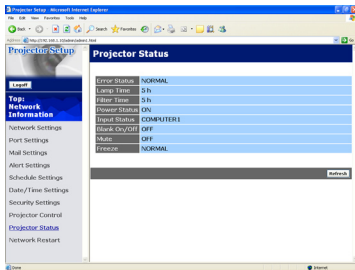 Projector Setup - Microsoft Internet Explorer
File Edit View Favorites Tools Help
Back Search Favorites
Address Go
Projector Setup
Logoff
Top:
Network
Information
Network Settings
Port Settings
Mail Settings
Alert Settings
Schedule Settings
Date/Time Settings
Security Settings
Projector Control
Projector Status
Network Restart
Projector Status
Error Status NORMAL
Lamp Time 5 h
Filter Time 5 h
Power Status ON
Input Status COMPUTER1
Blank On/Off OFF
Mute OFF
Freeze NORMAL
Refresh
Done Internet